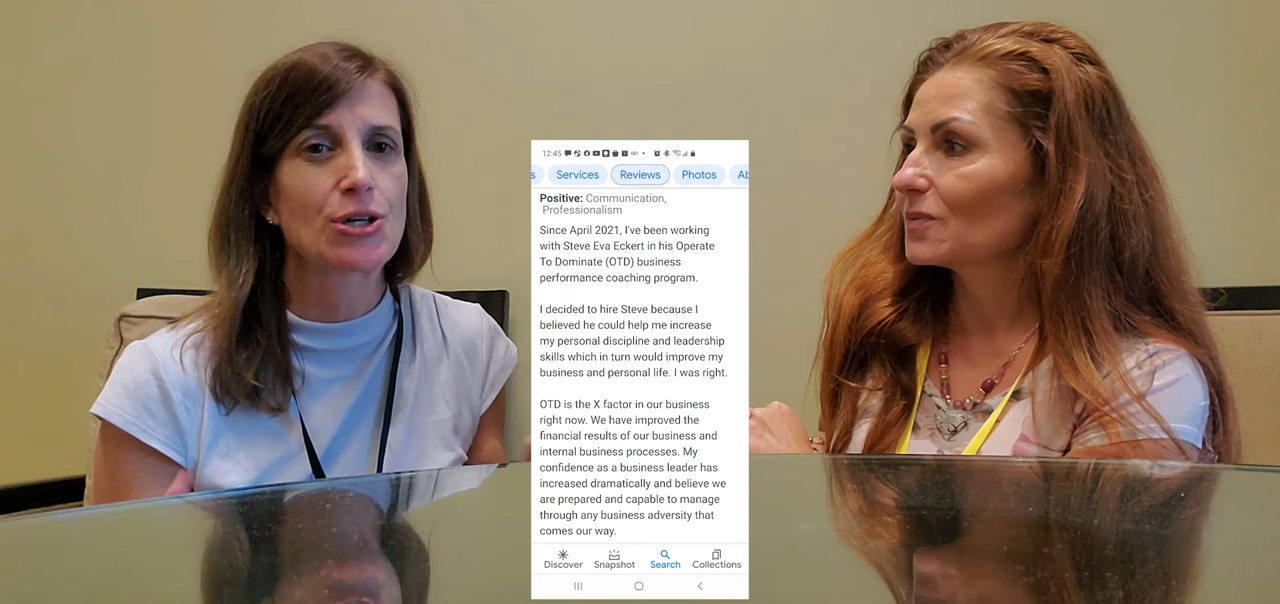 12:45
s Services Reviews Photos Ab
Positive: Communication,
Professionalism
Since April 2021, I've been working
with Steve Eva Eckert in his Operate
To Dominate (OTD) business
performance coaching program.
I decided to hire Steve because I
believed he could help me increase
my personal discipline and leadership
skills which in turn would improve my
business and personal life. I was right.
OTD is the X factor in our business
right now. We have improved the
financial results of our business and
internal business processes. My
confidence as a business leader has
increased dramatically and believe we
are prepared and capable to manage
through any business adversity that
comes our way.
Discover Snapshot Search Collections